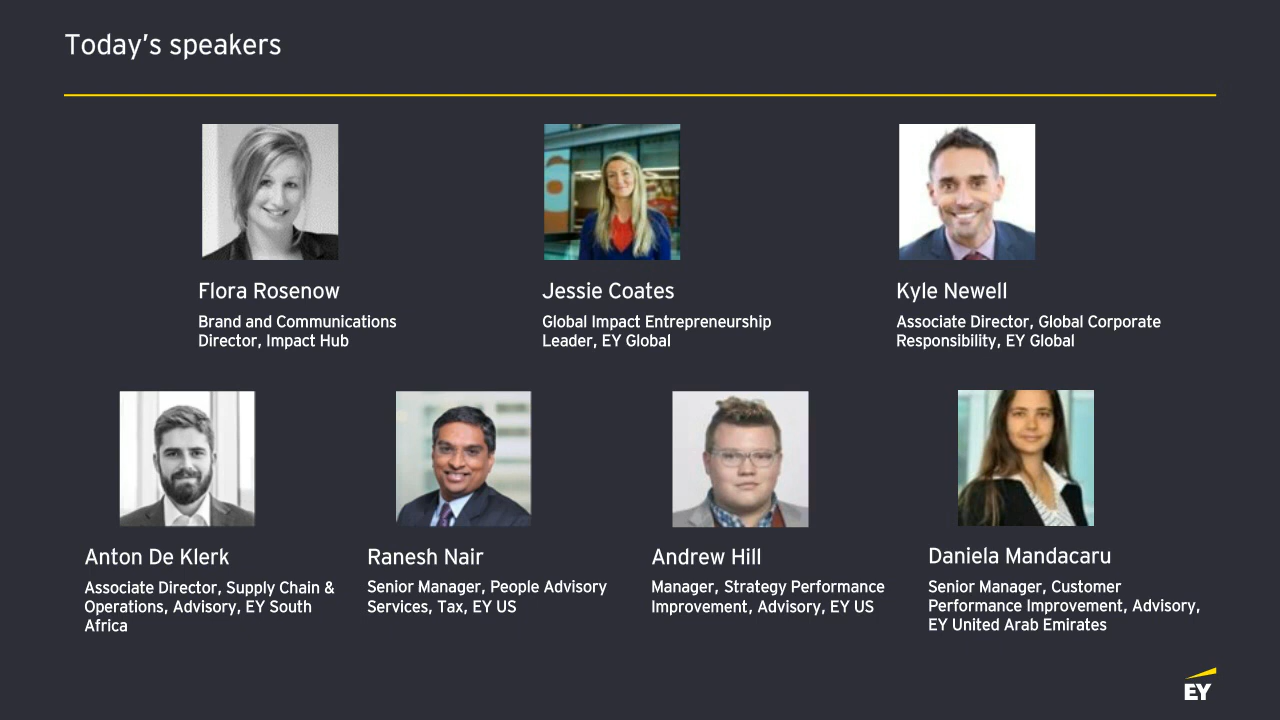 Today's speakers
Flora Rosenow
Brand and Communications
Director, Impact Hub
Jessie Coates
Global Impact Entrepreneurship
Leader, EY Global
Kyle Newell
Associate Director, Global Corporate
Responsibility, EY Global
Anton De Klerk
Associate Director, Supply Chain &
Operations, Advisory, EY South
Africa
Ranesh Nair
Senior Manager, People Advisory
Services, Tax, EY US
Andrew Hill
Manager, Strategy Performance
Improvement, Advisory, EY US
Daniela Mandacaru
Senior Manager, Customer
Performance Improvement, Advisory,
EY United Arab Emirates
EY